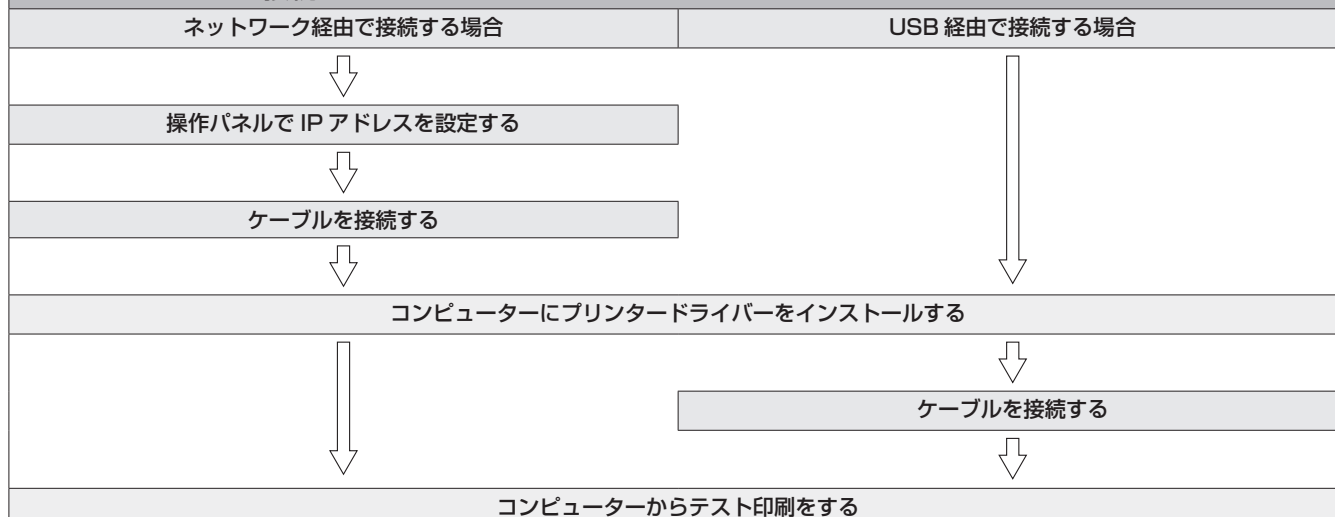 ネットワーク経由で接続する場合
USB 経由で接続する場合
操作パネルで IP アドレスを設定する
ケーブルを接続する
コンピューターにプリンタードライバーをインストールする
ケーブルを接続する
コンピューターからテスト印刷をする